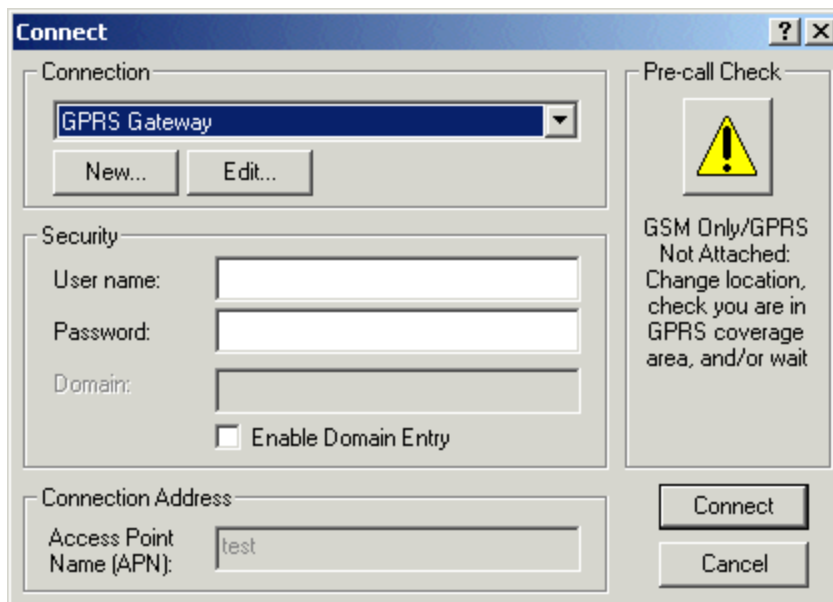 Connect
Connection
GPRS Gateway
New...
Edit...
Security
User name:
Password:
Domain:
Enable Domain Entry
Connection Address
Access Point
Name (APN):
test
Pre-call Check
GSM Only/GPRS
Not Attached:
Change location,
check you are in
GPRS coverage
area, and/or wait
Connect
Cancel